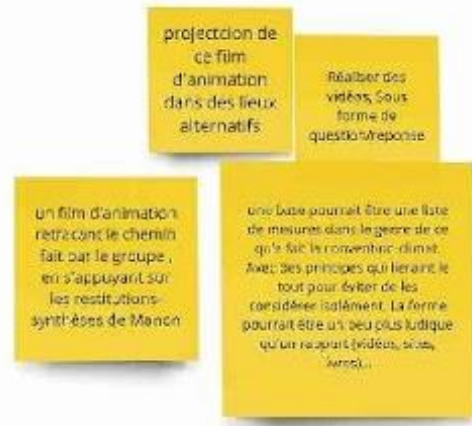 projectcion de
ce film
d'animation
dans des lieux
alternatifs
Réaliser des
vidéos, Sous
forme de
question/reponse
un film d'animation
retraçant le chemin
fait par le groupe ,
en s'appuyant sur
les restitutions-
synthèses de Manon
une base pourrait être une liste
de mesures dans le genre de ce
qu'a fait la convention climat.
Avec des principes qui lieraient le
tout pour éviter de les
considérer isolément. La forme
pourrait être un peu plus ludique
qu'un rapport (vidéos, sites,
livres)...